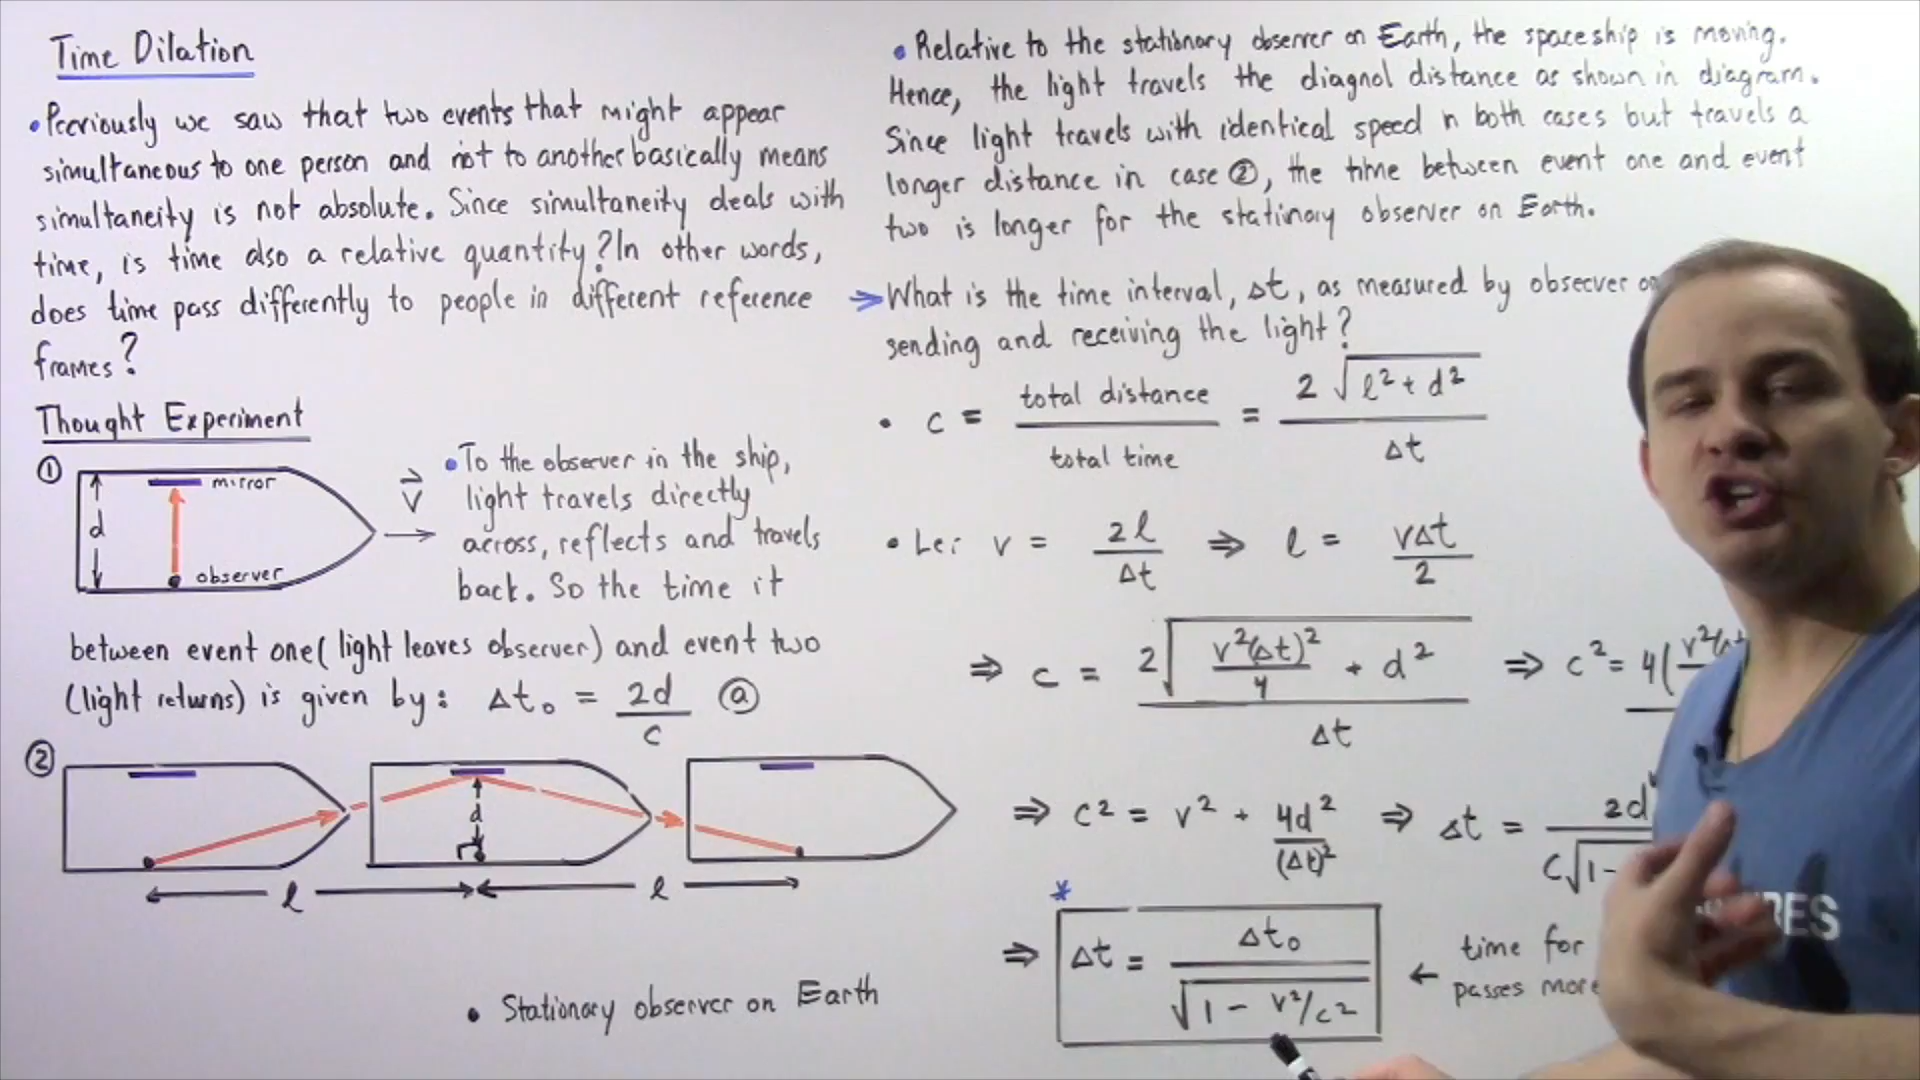 Time Dilation
• Previously we saw that two events that might appear
simultaneous to one person and not to another basically means
simultaneity is not absolute. Since simultaneity deals with
time, is time also a relative quantity? In other words,
does time pass differently to people in different reference
frames?
Thought Experiment
①
mirror
d
observer
v
• To the observer in the ship,
light travels directly
across, reflects and travels
back. So the time it
between event one (light leaves observer) and event two
(light returns) is given by: Δt₀ = 2d/c ⓐ
②
d
l
l
• Stationary observer on Earth
• Relative to the stationary observer on Earth, the spaceship is moving.
Hence, the light travels the diagnol distance as shown in diagram.
Since light travels with identical speed n both cases but travels a
longer distance in case ②, the time between event one and event
two is longer for the statinary observer on Earth.
⇒ What is the time interval, Δt, as measured by observer on
sending and receiving the light?
• c = total distance / total time = 2√(l² + d²) / Δt
• Let v = 2l/Δt ⇒ l = vΔt/2
⇒ c = 2√(v²(Δt)²/4 + d²) / Δt ⇒ c² = 4(v²(Δt
⇒ c² = v² + 4d²/(Δt)² ⇒ Δt = 2d / c√1-
*
⇒ Δt = Δt₀ / √(1 - v²/c²)
← time for
passes more
RES